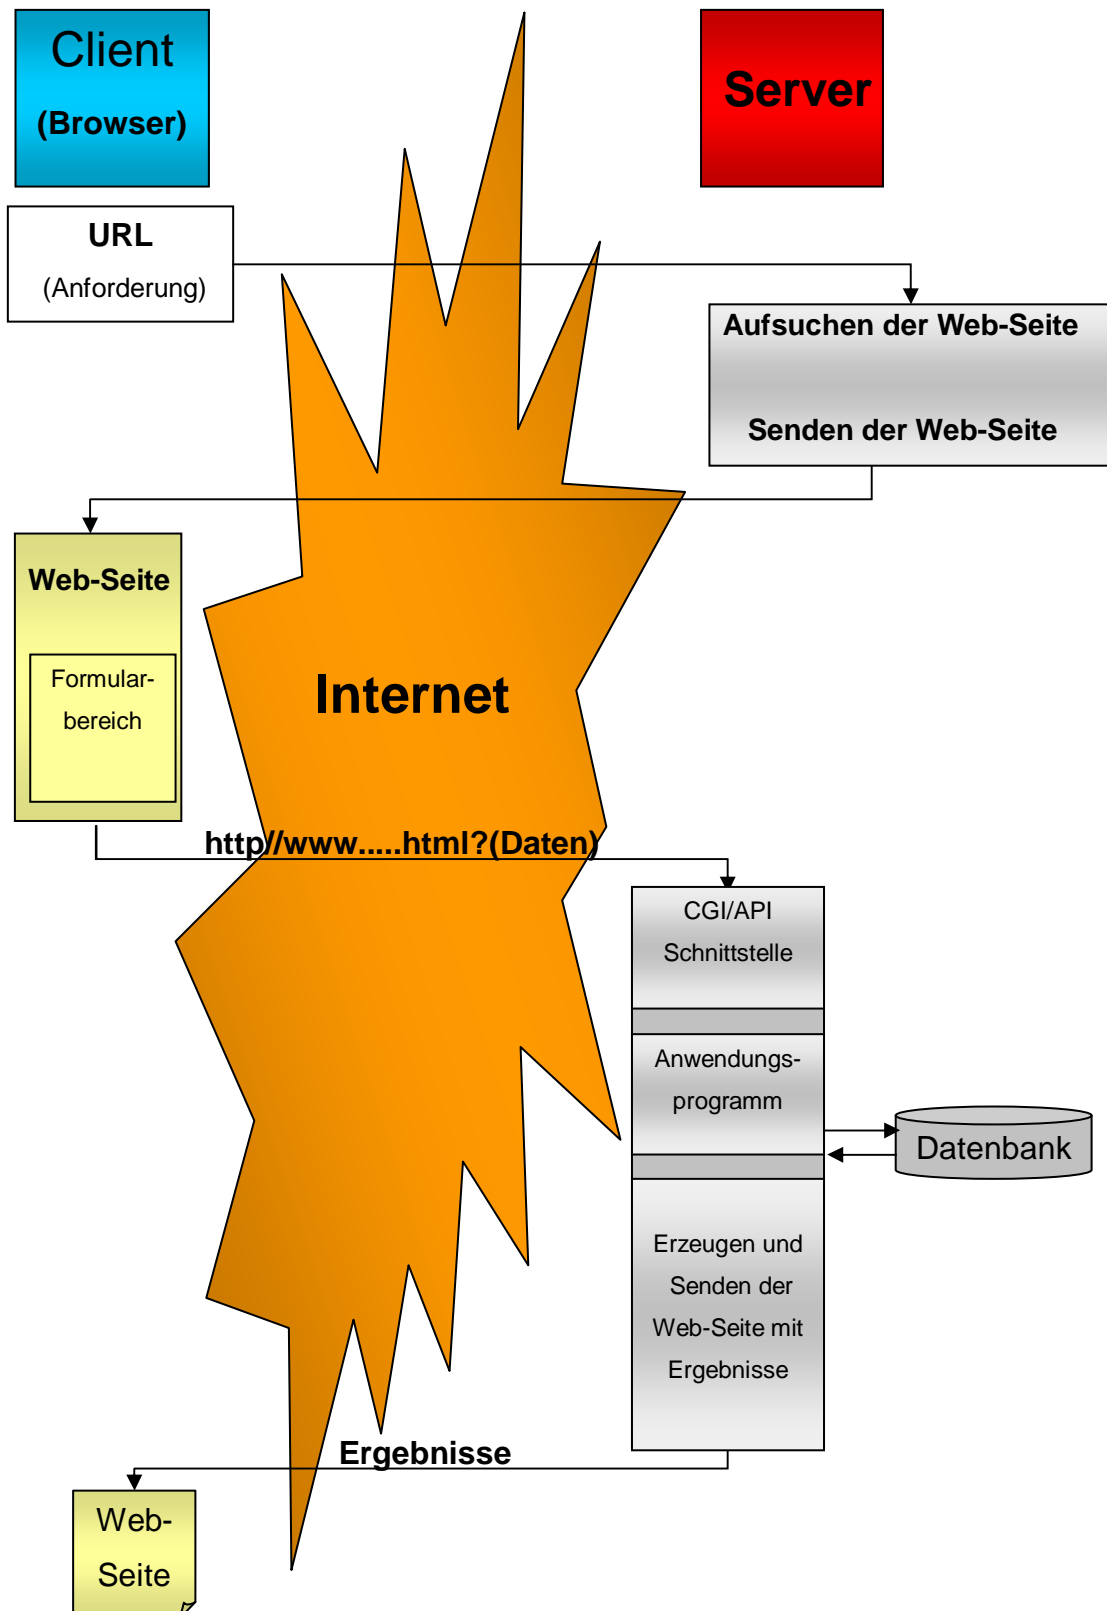 Client
(Browser)
Server
URL
(Anforderung)
Aufsuchen der Web-Seite
Senden der Web-Seite
Web-Seite
Formular-
bereich
Internet
http//www.....html?(Daten)
CGI/API
Schnittstelle
Anwendungs-
programm
Datenbank
Erzeugen und
Senden der
Web-Seite mit
Ergebnisse
Ergebnisse
Web-
Seite